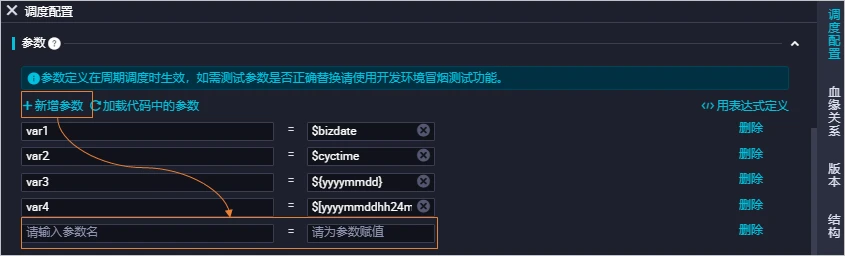 调度配置
参数
参数定义在周期调度时生效，如需测试参数是否正确替换请使用开发环境冒烟测试功能。
+新增参数 加载代码中的参数 </> 用表达式定义
var1 = $bizdate 删除
var2 = $cyctime 删除
var3 = ${yyyymmdd} 删除
var4 = $[yyyymmddhh24m 删除
请输入参数名 = 请为参数赋值 删除
调度配置
血缘关系
版本
结构